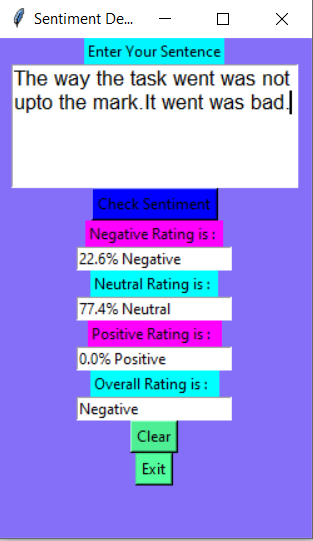 Sentiment De...
Enter Your Sentence
The way the task went was not
upto the mark.It went was bad.
Check Sentiment
Negative Rating is :
22.6% Negative
Neutral Rating is :
77.4% Neutral
Positive Rating is :
0.0% Positive
Overall Rating is :
Negative
Clear
Exit